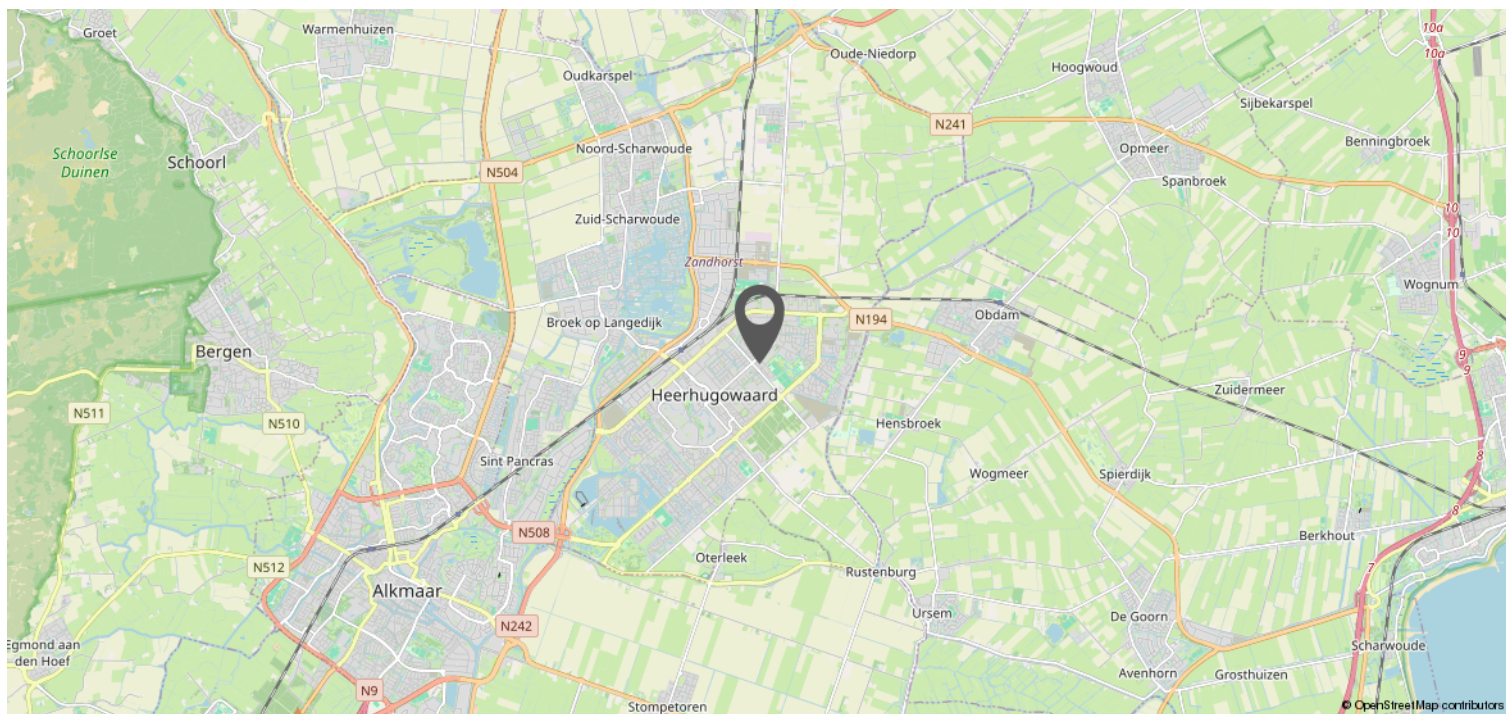 Groet
Warmenhuizen
Oude-Niedorp
10a
10a
Oudkarspel
Hoogwoud
Sijbekarspel
N241
Benningbroek
Schoorlse
Duinen
Schoorl
Noord-Scharwoude
Opmeer
N504
Spanbroek
Zuid-Scharwoude
10
10
Zandhorst
Wognum
Broek op Langedijk
N194
Obdam
Bergen
9
9
Heerhugowaard
Zuidermeer
N511
N510
Hensbroek
Sint Pancras
Wogmeer
Spierdijk
8
8
N508
Berkhout
Oterleek
N512
Rustenburg
7
Alkmaar
Ursem
De Goorn
N242
Egmond aan
den Hoef
Scharwoude
Avenhorn
Grosthuizen
N9
Stompetoren
© OpenStreetMap contributors